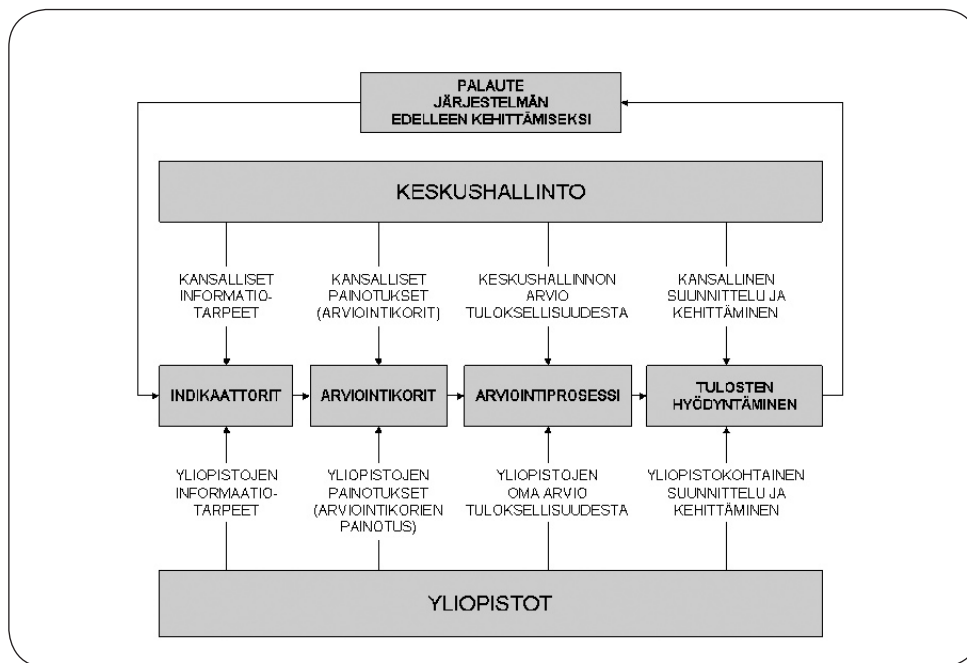 PALAUTE
JÄRJESTELMÄN
EDELLEEN KEHITTÄMISEKSI
KESKUSHALLINTO
KANSALLISET
INFORMATIO-
TARPEET
KANSALLISET
PAINOTUKSET
(ARVIOINTIKORIT)
KESKUSHALLINNON
ARVIO
TULOKSELLISUUDESTA
KANSALLINEN
SUUNNITTELU JA
KEHITTÄMINEN
INDIKAATTORIT
ARVIOINTIKORIT
ARVIOINTIPROSESSI
TULOSTEN
HYÖDYNTÄMINEN
YLIOPISTOJEN
INFORMAATIO-
TARPEET
YLIOPISTOJEN
PAINOTUKSET
(ARVIOINTIKORIEN
PAINOTUS)
YLIOPISTOJEN
OMA ARVIO
TULOKSELLISUUDESTA
YLIOPISTOKOHTAINEN
SUUNNITTELU JA
KEHITTÄMINEN
YLIOPISTOT